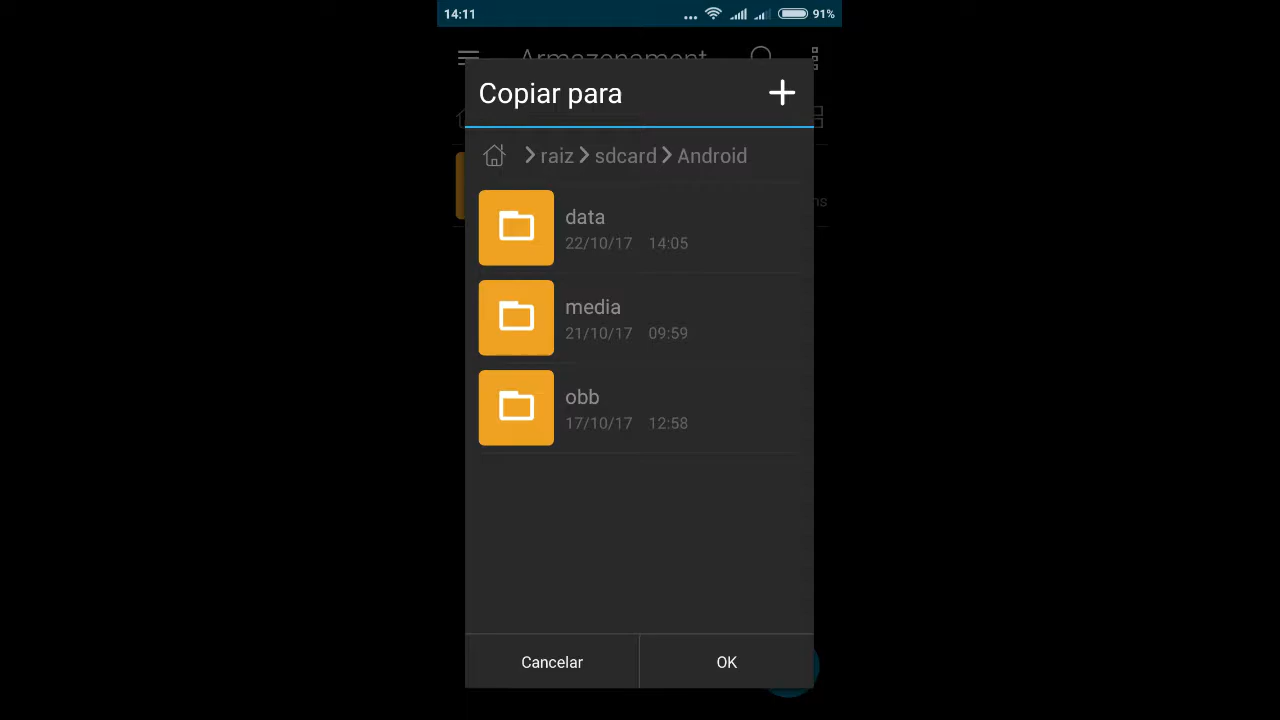 14:11
91%
Armazenament
Copiar para
raiz sdcard Android
data
22/10/17 14:05
media
21/10/17 09:59
obb
17/10/17 12:58
Cancelar
OK